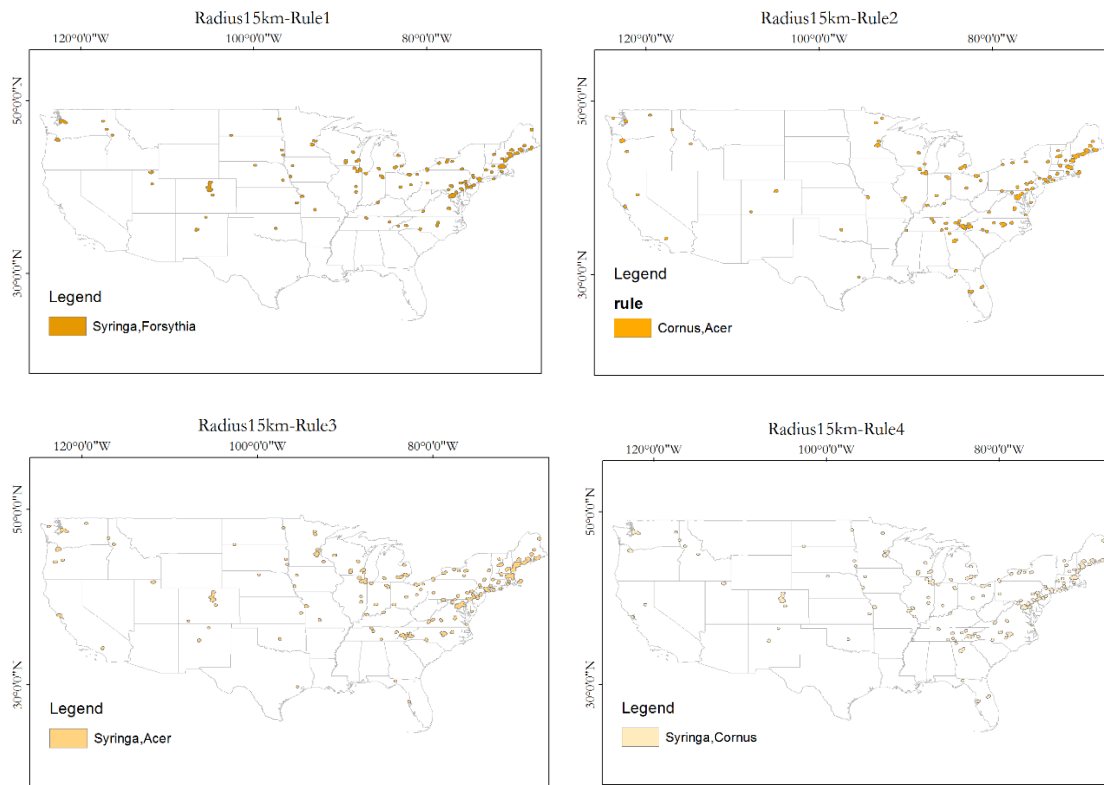 Radius15km-Rule1
120°0'0"W 100°0'0"W 80°0'0"W
50°0'0"N
30°0'0"N
Legend
Syringa,Forsythia
Radius15km-Rule2
120°0'0"W 100°0'0"W 80°0'0"W
50°0'0"N
30°0'0"N
Legend
rule
Cornus,Acer
Radius15km-Rule3
120°0'0"W 100°0'0"W 80°0'0"W
50°0'0"N
30°0'0"N
Legend
Syringa,Acer
Radius15km-Rule4
120°0'0"W 100°0'0"W 80°0'0"W
50°0'0"N
30°0'0"N
Legend
Syringa,Cornus